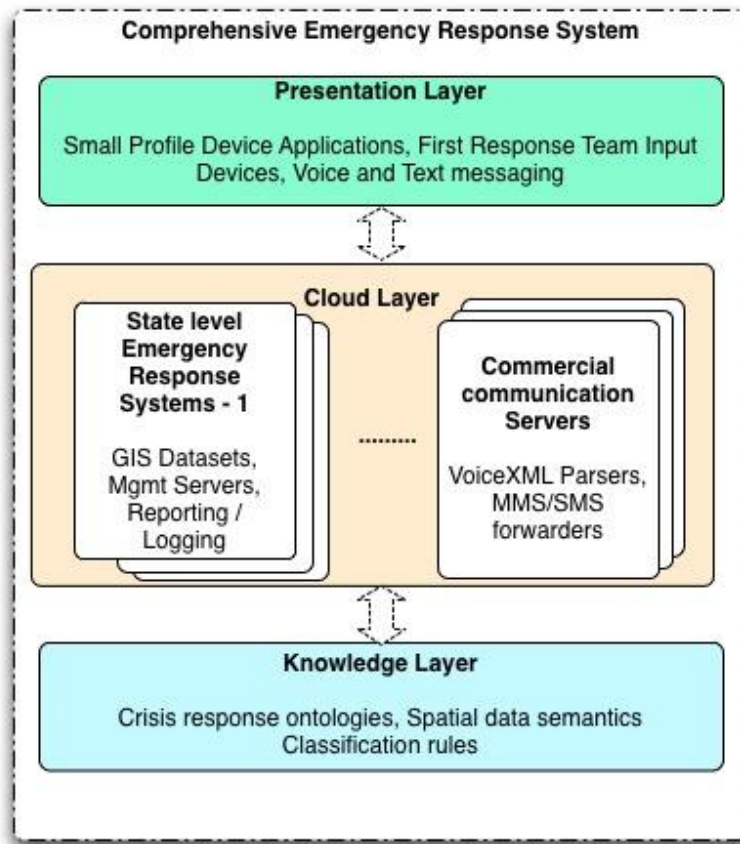 Comprehensive Emergency Response System
Presentation Layer
Small Profile Device Applications, First Response Team Input
Devices, Voice and Text messaging
Cloud Layer
State level
Emergency
Response
Systems - 1
GIS Datasets,
Mgmt Servers,
Reporting /
Logging
.........
Commercial
communication
Servers
VoiceXML Parsers,
MMS/SMS
forwarders
Knowledge Layer
Crisis response ontologies, Spatial data semantics
Classification rules